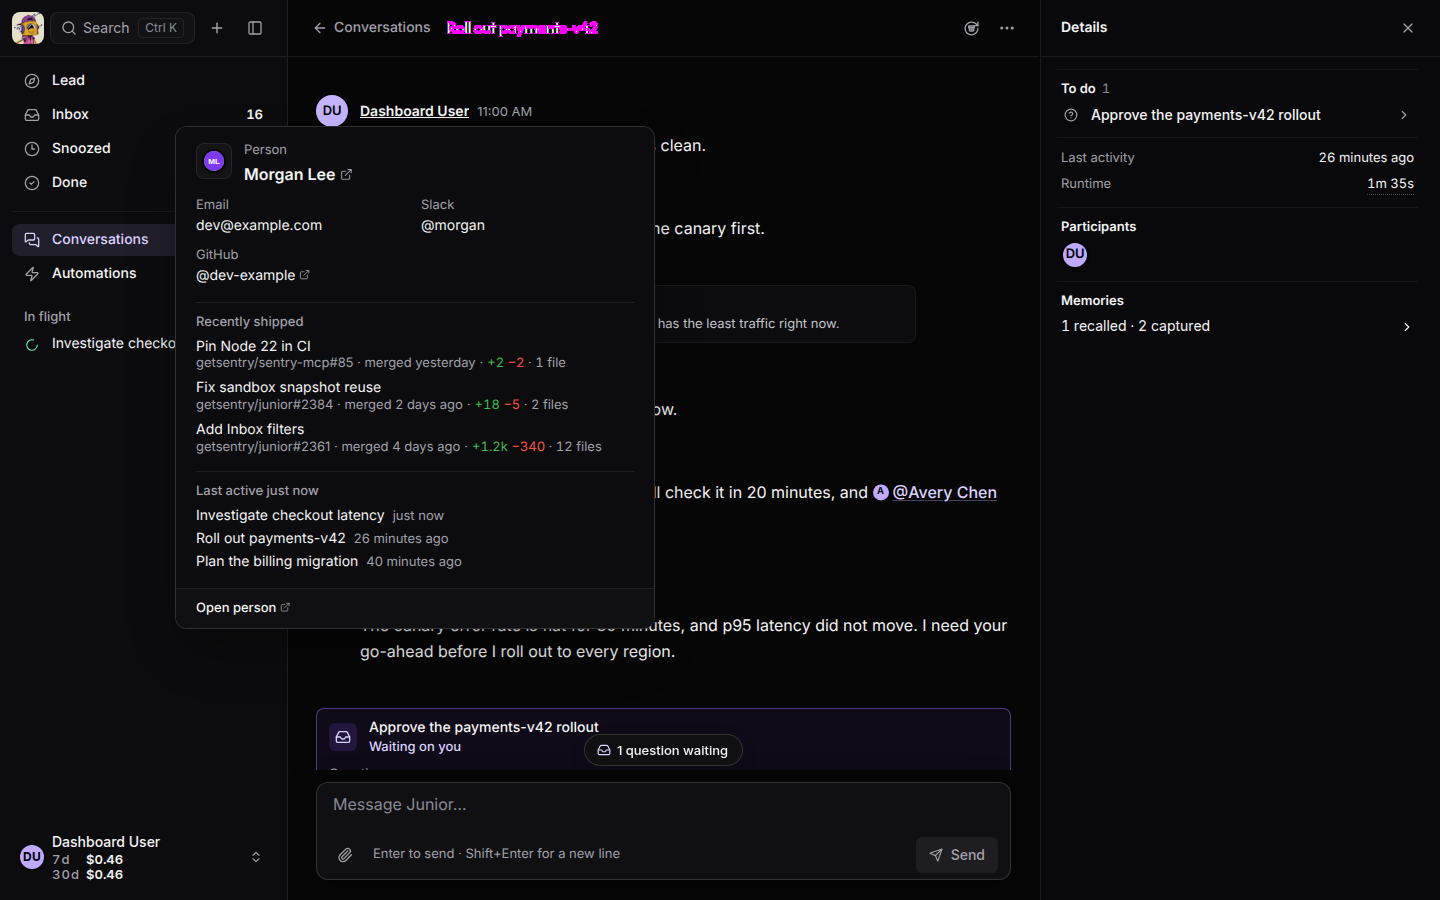 Search Ctrl K
Lead
Inbox 16
Snoozed
Done
Conversations
Automations
In flight
Investigate checko
Dashboard User
DU
7d $0.46
30d $0.46
Conversations Roll out payments-v42
DU Dashboard User 11:00 AM
clean.
canary first.
has the least traffic right now.
check it in 20 minutes, and A @Avery Chen
and p95 latency did not move. I need your
go-ahead before I roll out to every region.
Person
ML
Morgan Lee
Email Slack
dev@example.com @morgan
GitHub
@dev-example
Recently shipped
Pin Node 22 in CI
getsentry/sentry-mcp#85 · merged yesterday · +2 −2 · 1 file
Fix sandbox snapshot reuse
getsentry/junior#2384 · merged 2 days ago · +18 −5 · 2 files
Add Inbox filters
getsentry/junior#2361 · merged 4 days ago · +1.2k −340 · 12 files
Last active just now
Investigate checkout latency just now
Roll out payments-v42 26 minutes ago
Plan the billing migration 40 minutes ago
Open person
Approve the payments-v42 rollout
Waiting on you
1 question waiting
Message Junior...
Enter to send · Shift+Enter for a new line
Send
Details
To do 1
Approve the payments-v42 rollout
Last activity 26 minutes ago
Runtime 1m 35s
Participants
DU
Memories
1 recalled · 2 captured